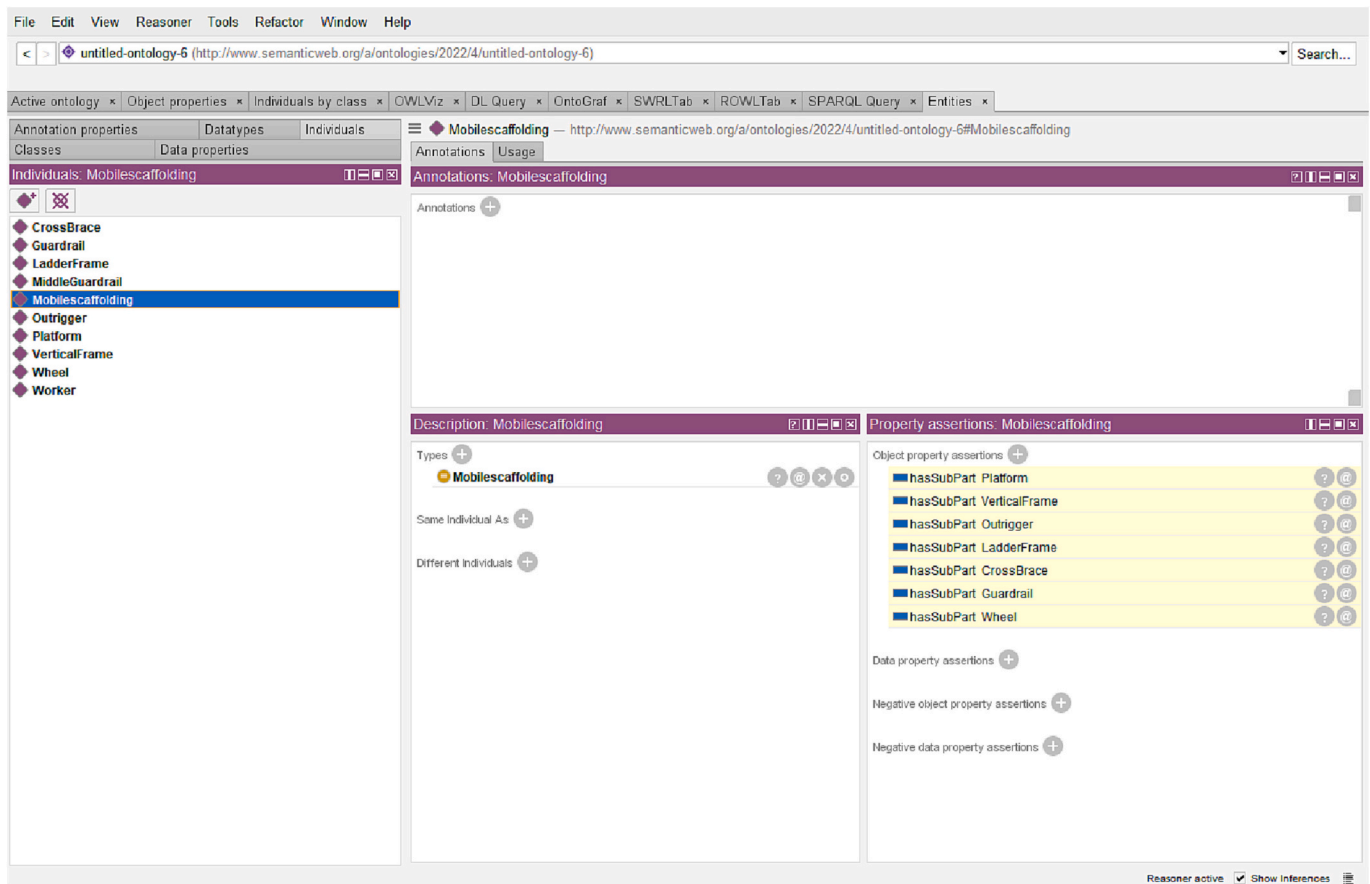 File Edit View Reasoner Tools Refactor Window Help
< > untitled-ontology-6 (http://www.semanticweb.org/a/ontologies/2022/4/untitled-ontology-6) Search...
Active ontology × Object properties × Individuals by class × OWLViz × DL Query × OntoGraf × SWRLTab × ROWLTab × SPARQL Query × Entities ×
Annotation properties Datatypes Individuals
Classes Data properties
Individuals: Mobilescaffolding
CrossBrace
Guardrail
LadderFrame
MiddleGuardrail
Mobilescaffolding
Outrigger
Platform
VerticalFrame
Wheel
Worker
Mobilescaffolding — http://www.semanticweb.org/a/ontologies/2022/4/untitled-ontology-6#Mobilescaffolding
Annotations Usage
Annotations: Mobilescaffolding
Annotations
Description: Mobilescaffolding
Types
Mobilescaffolding
Same Individual As
Different Individuals
Property assertions: Mobilescaffolding
Object property assertions
hasSubPart Platform
hasSubPart VerticalFrame
hasSubPart Outrigger
hasSubPart LadderFrame
hasSubPart CrossBrace
hasSubPart Guardrail
hasSubPart Wheel
Data property assertions
Negative object property assertions
Negative data property assertions
Reasoner active Show Inferences